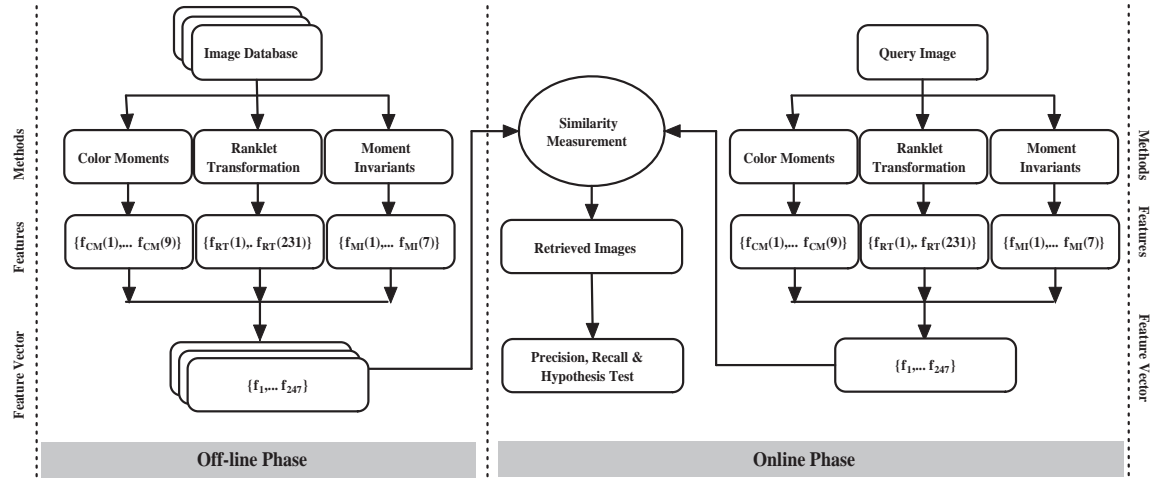 Image Database
Methods
Color Moments
Ranklet
Transformation
Moment
Invariants
Features
{fCM(1),... fCM(9)}
{fRT(1),. fRT(231)}
{fMI(1),... fMI(7)}
Feature Vector
{f1,... f247}
Off-line Phase
Similarity
Measurement
Retrieved Images
Precision, Recall &
Hypothesis Test
Query Image
Color Moments
Ranklet
Transformation
Moment
Invariants
Methods
{fCM(1),... fCM(9)}
{fRT(1),. fRT(231)}
{fMI(1),... fMI(7)}
Features
{f1,... f247}
Feature Vector
Online Phase